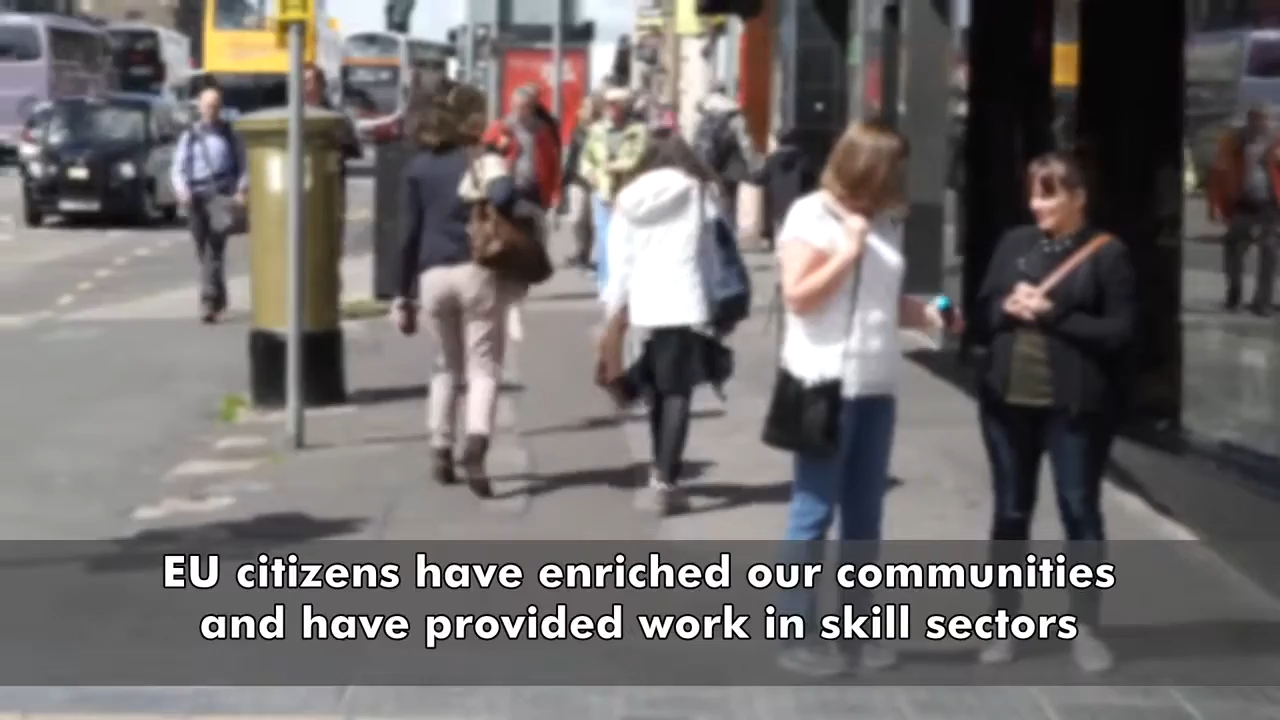 EU citizens have enriched our communities
and have provided work in skill sectors